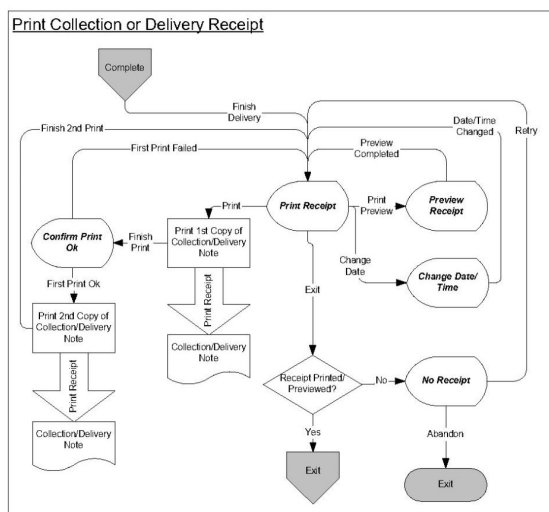 Print Collection or Delivery Receipt
Complete
Finish
Delivery
Finish 2nd Print
Date/Time
Changed
Retry
First Print Failed
Preview
Completed
Print
Print Receipt
Print
Preview
Preview
Receipt
Confirm Print
Ok
Finish
Print
Print 1st Copy of
Collection/Delivery
Note
Change
Date
Change Date/
Time
First Print Ok
Exit
Print Receipt
Print 2nd Copy of
Collection/Delivery
Note
Collection/Delivery
Note
Print Receipt
Receipt Printed/
Previewed?
No
No Receipt
Collection/Delivery
Note
Yes
Abandon
Exit
Exit